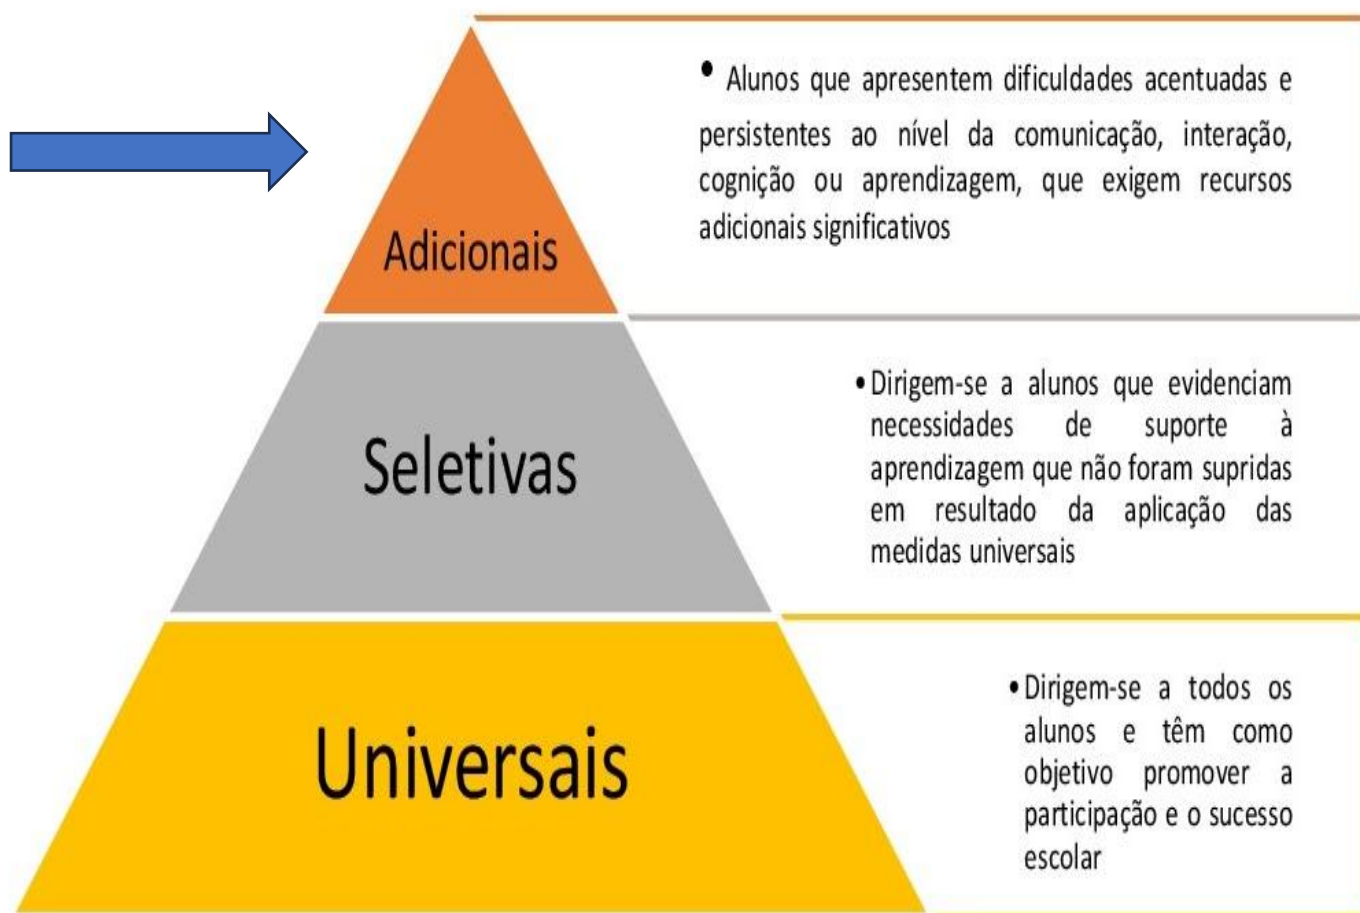 • Alunos que apresentem dificuldades acentuadas e
persistentes ao nível da comunicação, interação,
cognição ou aprendizagem, que exigem recursos
adicionais significativos
Adicionais
• Dirigem-se a alunos que evidenciam
necessidades de suporte à
aprendizagem que não foram supridas
em resultado da aplicação das
medidas universais
Seletivas
• Dirigem-se a todos os
alunos e têm como
objetivo promover a
participação e o sucesso
escolar
Universais